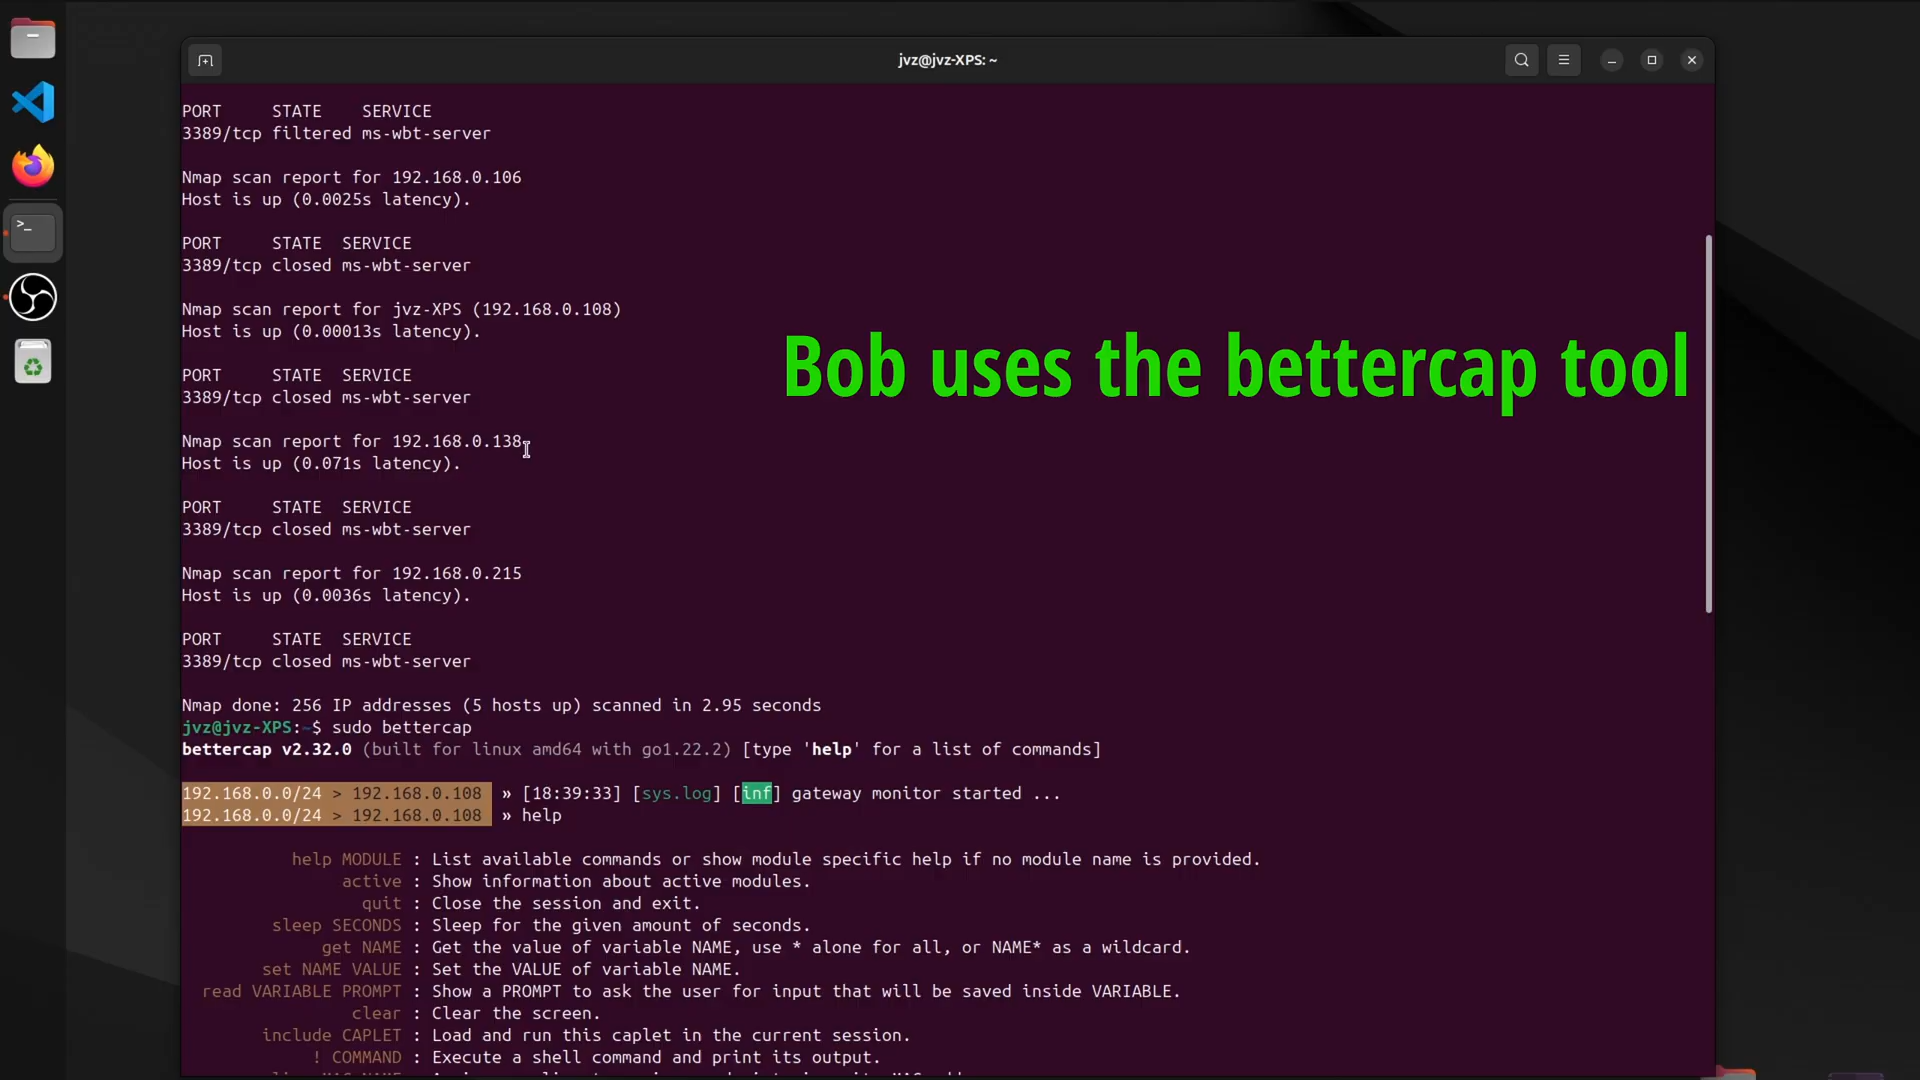 jvz@jvz-XPS: ~
PORT     STATE    SERVICE
3389/tcp filtered ms-wbt-server
Nmap scan report for 192.168.0.106
Host is up (0.0025s latency).
PORT     STATE  SERVICE
3389/tcp closed ms-wbt-server
Nmap scan report for jvz-XPS (192.168.0.108)
Host is up (0.00013s latency).
Bob uses the bettercap tool
PORT     STATE  SERVICE
3389/tcp closed ms-wbt-server
Nmap scan report for 192.168.0.138
Host is up (0.071s latency).
PORT     STATE  SERVICE
3389/tcp closed ms-wbt-server
Nmap scan report for 192.168.0.215
Host is up (0.0036s latency).
PORT     STATE  SERVICE
3389/tcp closed ms-wbt-server
Nmap done: 256 IP addresses (5 hosts up) scanned in 2.95 seconds
jvz@jvz-XPS:~$ sudo bettercap
bettercap v2.32.0 (built for linux amd64 with go1.22.2) [type 'help' for a list of commands]
192.168.0.0/24 > 192.168.0.108  » [18:39:33] [sys.log] [inf] gateway monitor started ...
192.168.0.0/24 > 192.168.0.108  » help
help MODULE : List available commands or show module specific help if no module name is provided.
active : Show information about active modules.
quit : Close the session and exit.
sleep SECONDS : Sleep for the given amount of seconds.
get NAME : Get the value of variable NAME, use * alone for all, or NAME* as a wildcard.
set NAME VALUE : Set the VALUE of variable NAME.
read VARIABLE PROMPT : Show a PROMPT to ask the user for input that will be saved inside VARIABLE.
clear : Clear the screen.
include CAPLET : Load and run this caplet in the current session.
! COMMAND : Execute a shell command and print its output.